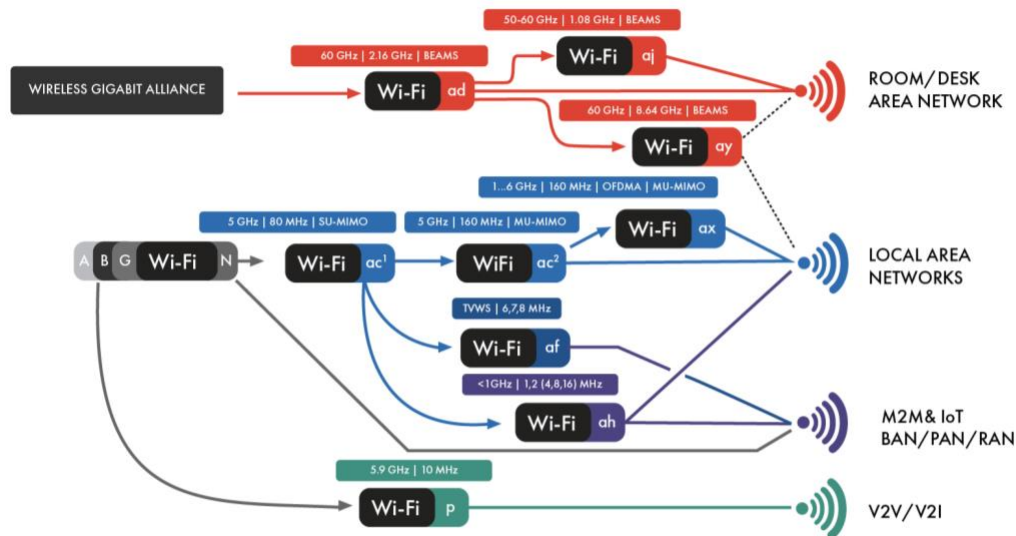 50-60 GHz | 1.08 GHz | BEAMS
60 GHz | 2.16 GHz | BEAMS
Wi-Fi aj
WIRELESS GIGABIT ALLIANCE
Wi-Fi ad
ROOM/DESK
AREA NETWORK
60 GHz | 8.64 GHz | BEAMS
Wi-Fi ay
1...6 GHz | 160 MHz | OFDMA | MU-MIMO
5 GHz | 80 MHz | SU-MIMO
5 GHz | 160 MHz | MU-MIMO
Wi-Fi ax
A B G Wi-Fi N
Wi-Fi ac¹
WiFi ac²
LOCAL AREA
NETWORKS
TVWS | 6,7,8 MHz
Wi-Fi af
<1GHz | 1,2 (4,8,16) MHz
Wi-Fi ah
M2M& IoT
BAN/PAN/RAN
5.9 GHz | 10 MHz
Wi-Fi p
V2V/V2I